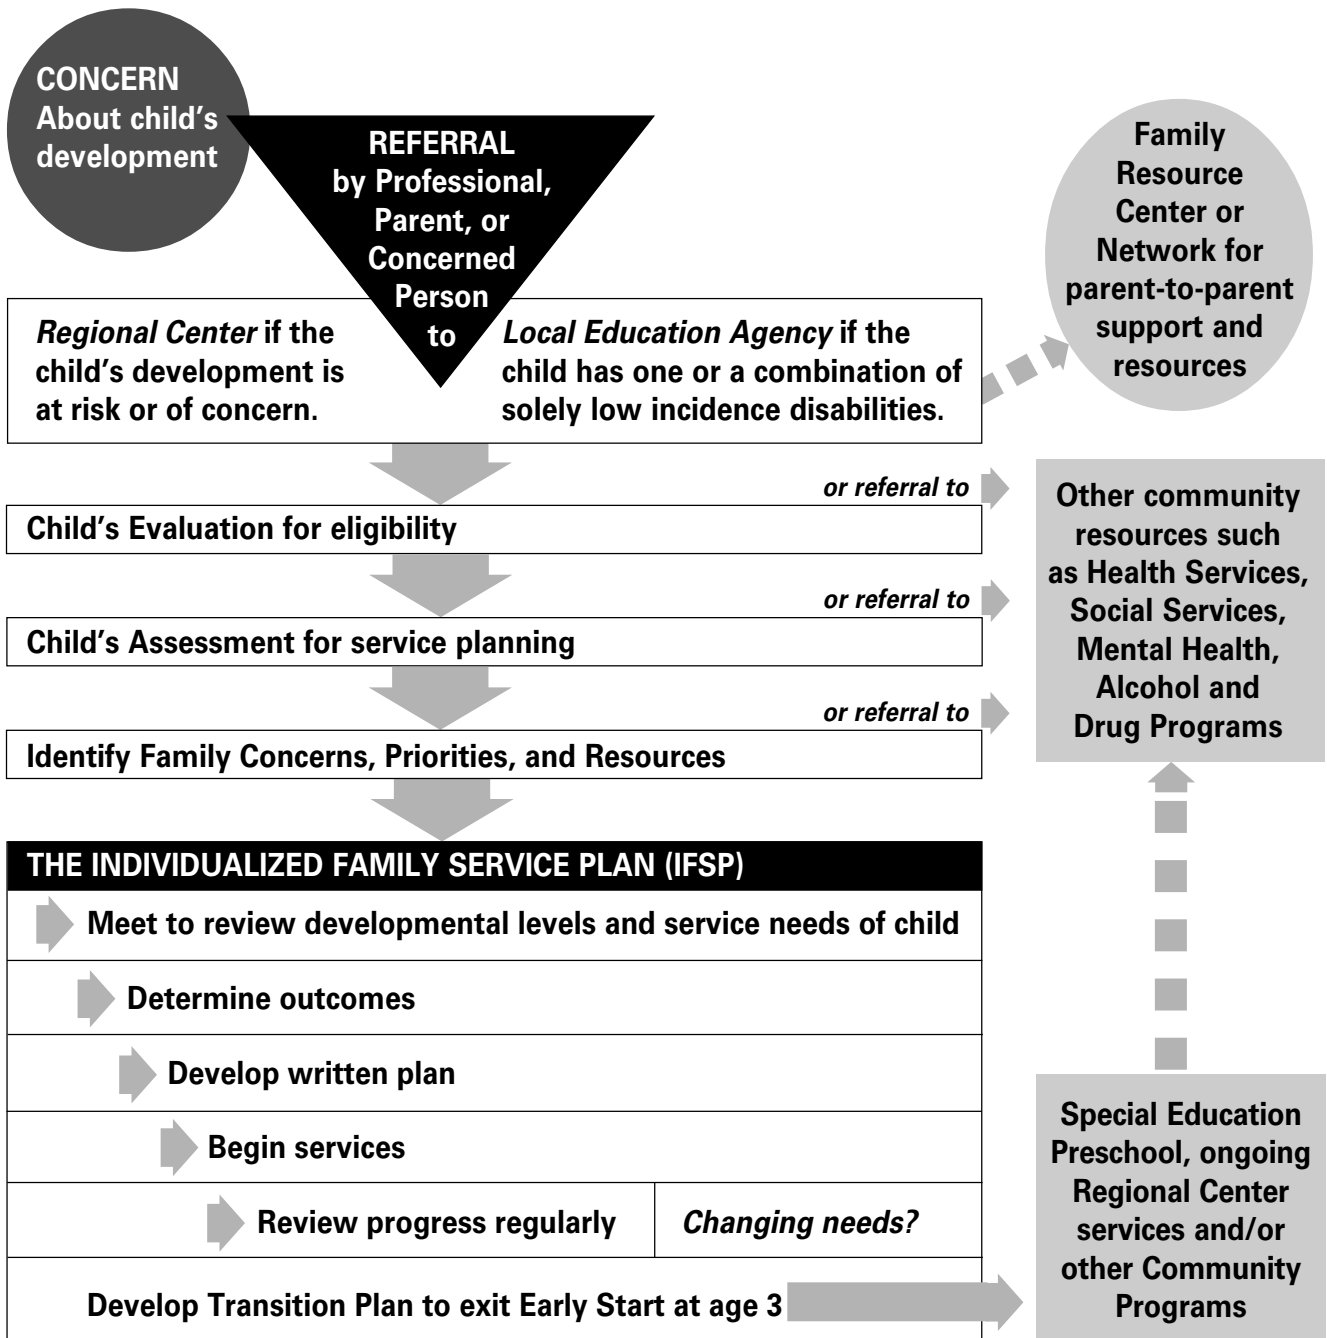 CONCERN
About child’s
development
REFERRAL
by Professional,
Parent, or
Concerned
Person
to
Regional Center if the
child’s development is
at risk or of concern.
Local Education Agency if the
child has one or a combination of
solely low incidence disabilities.
Family
Resource
Center or
Network for
parent-to-parent
support and
resources
or referral to
Child’s Evaluation for eligibility
or referral to
Child’s Assessment for service planning
or referral to
Identify Family Concerns, Priorities, and Resources
Other community
resources such
as Health Services,
Social Services,
Mental Health,
Alcohol and
Drug Programs
THE INDIVIDUALIZED FAMILY SERVICE PLAN (IFSP)
Meet to review developmental levels and service needs of child
Determine outcomes
Develop written plan
Begin services
Review progress regularly
Changing needs?
Develop Transition Plan to exit Early Start at age 3
Special Education
Preschool, ongoing
Regional Center
services and/or
other Community
Programs